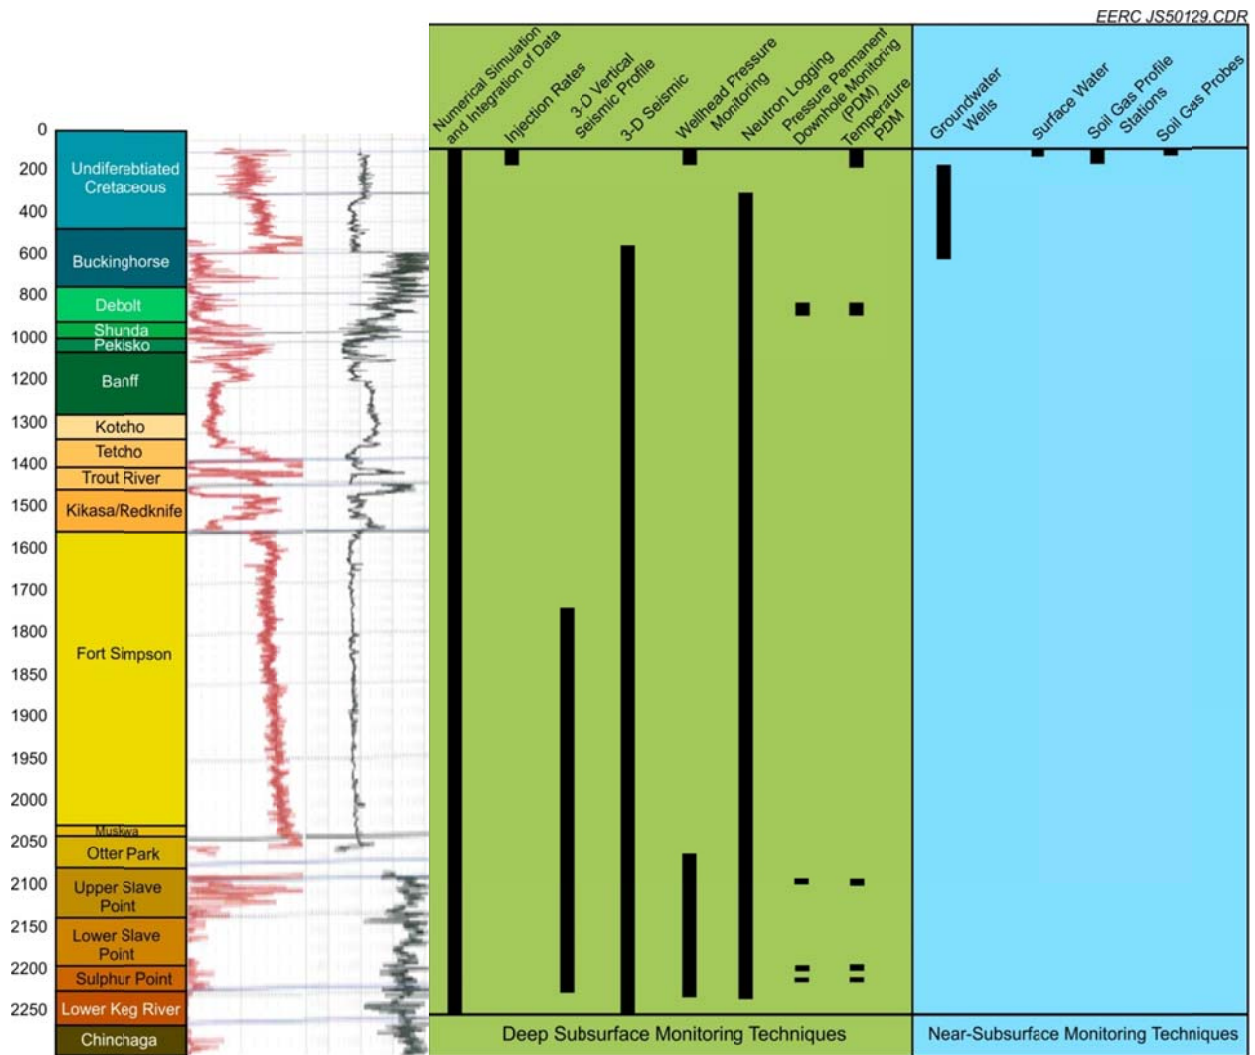 EERC JS50129.CDR
Numerical Simulation
and Integration of Data
Injection Rates
3-D Vertical
Seismic Profile
3-D Seismic
Wellhead Pressure
Monitoring
Neutron Logging
Pressure Permanent
Downhole Monitoring
(PDM)
Temperature
PDM
Groundwater
Wells
Surface Water
Soil Gas Profile
Stations
Soil Gas Probes
0
200
400
600
800
1000
1200
1300
1400
1500
1600
1700
1800
1850
1900
1950
2000
2050
2100
2150
2200
2250
Undiferebtiated
Cretaceous
Buckinghorse
Debolt
Shunda
Pekisko
Banff
Kotcho
Tetcho
Trout River
Kikasa/Redknife
Fort Simpson
Muskwa
Otter Park
Upper Slave
Point
Lower Slave
Point
Sulphur Point
Lower Keg River
Chinchaga
Deep Subsurface Monitoring Techniques
Near-Subsurface Monitoring Techniques